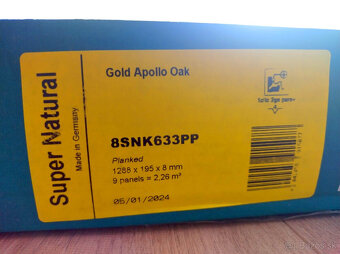 Super Natural
Made in Germany
Gold Apollo Oak
8SNK633PP
Planked
1288 x 195 x 8 mm
9 panels = 2,26 m²
05/01/2024